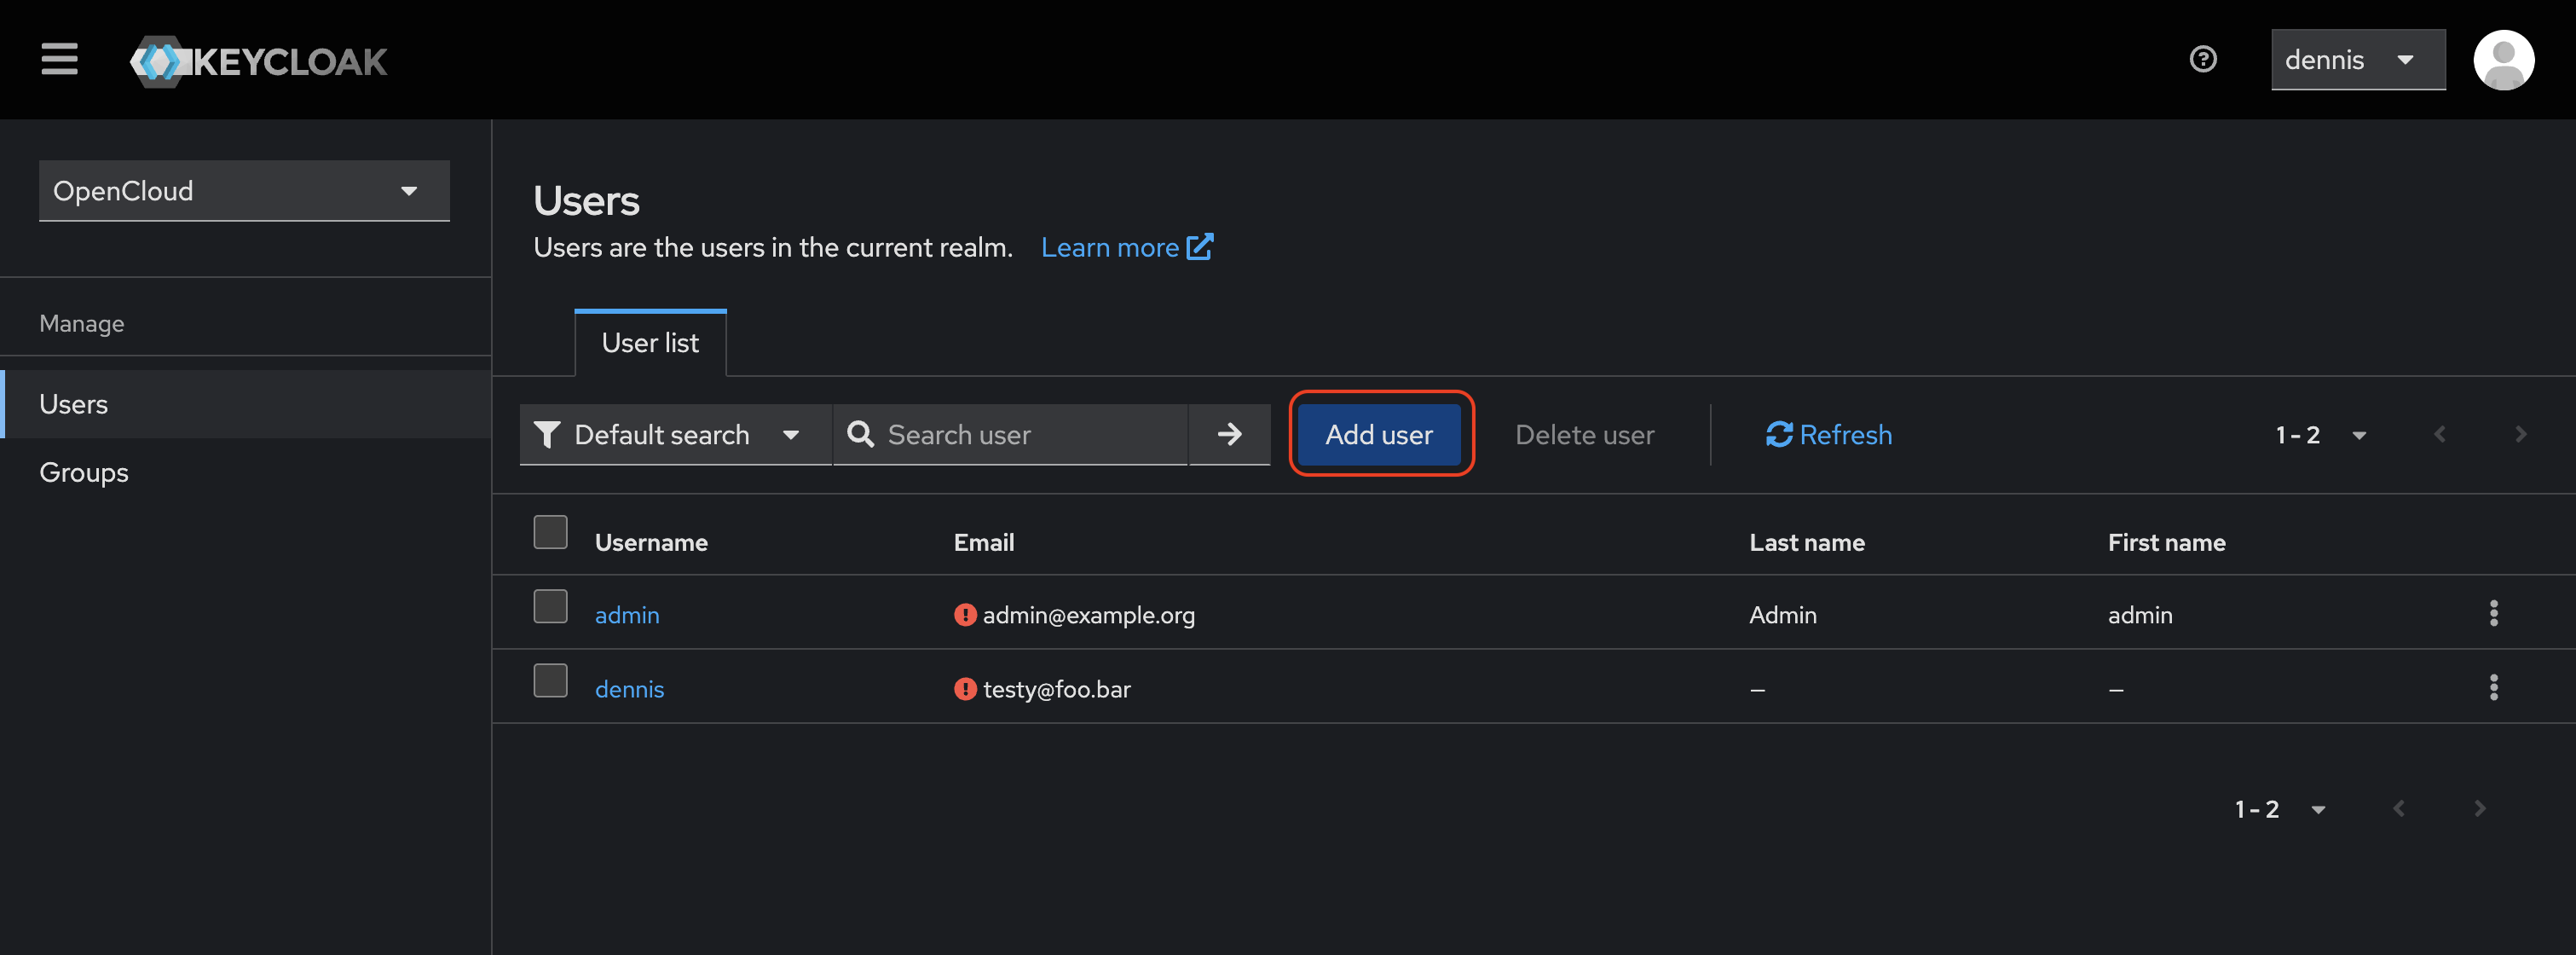 KEYCLOAK
dennis
OpenCloud
Manage
Users
Groups
Users
Users are the users in the current realm. Learn more
User list
Default search Search user Add user Delete user Refresh 1 - 2
Username Email Last name First name
admin admin@example.org Admin admin
dennis testy@foo.bar – –
1 - 2